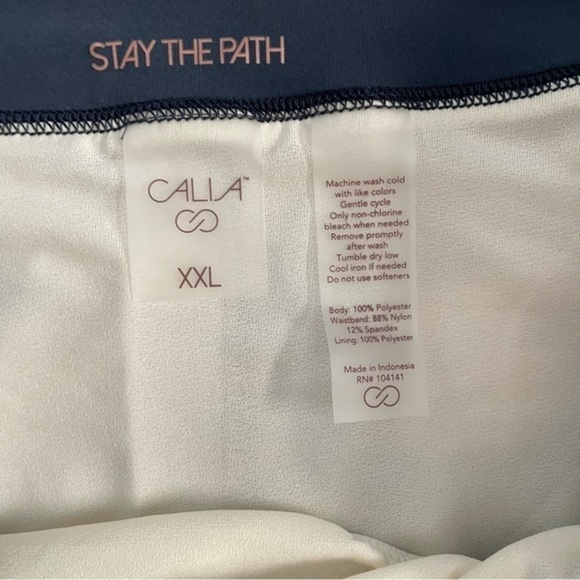 STAY THE PATH
CALIA™
XXL
Machine wash cold
with like colors
Gentle cycle
Only non-chlorine
bleach when needed
Remove promptly
after wash
Tumble dry low
Cool iron if needed
Do not use softeners
Body: 100% Polyester
Waistband: 88% Nylon
12% Spandex
Lining: 100% Polyester
Made in Indonesia
RN# 104141